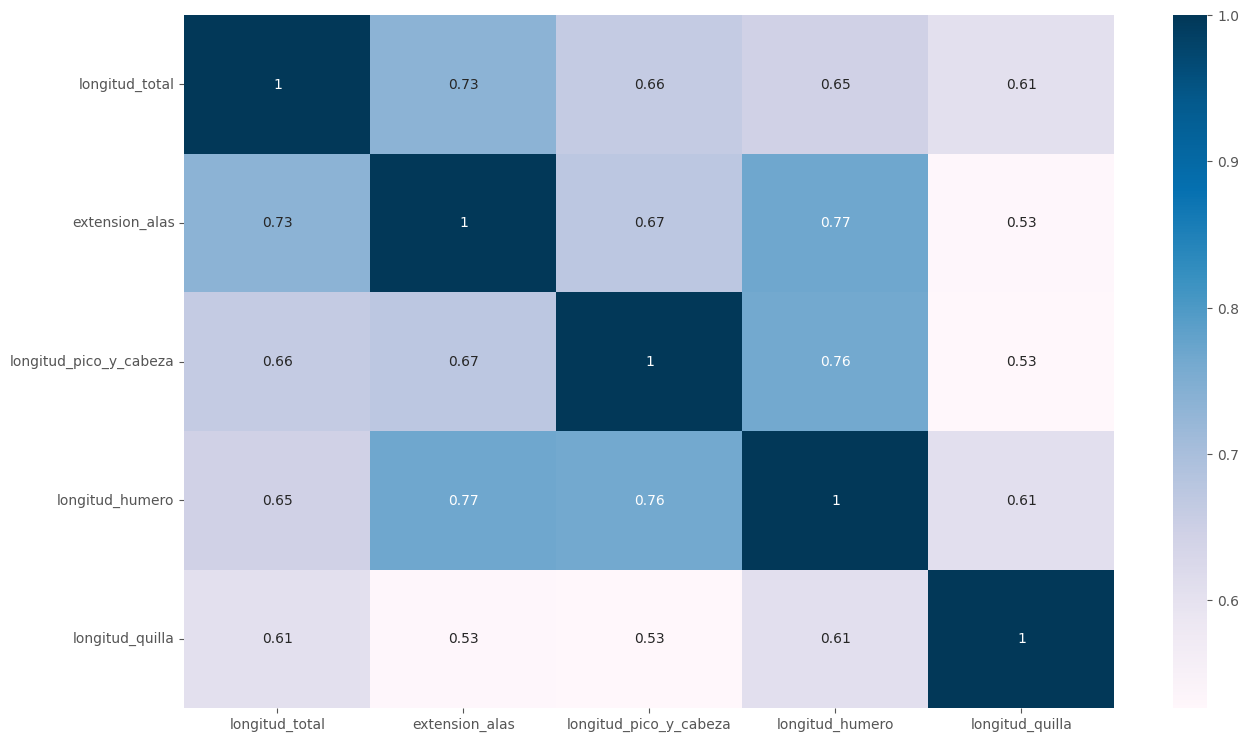 longitud_total 1 0.73 0.66 0.65 0.61
extension_alas 0.73 1 0.67 0.77 0.53
longitud_pico_y_cabeza 0.66 0.67 1 0.76 0.53
longitud_humero 0.65 0.77 0.76 1 0.61
longitud_quilla 0.61 0.53 0.53 0.61 1
longitud_total extension_alas longitud_pico_y_cabeza longitud_humero longitud_quilla
1.0
0.9
0.8
0.7
0.6